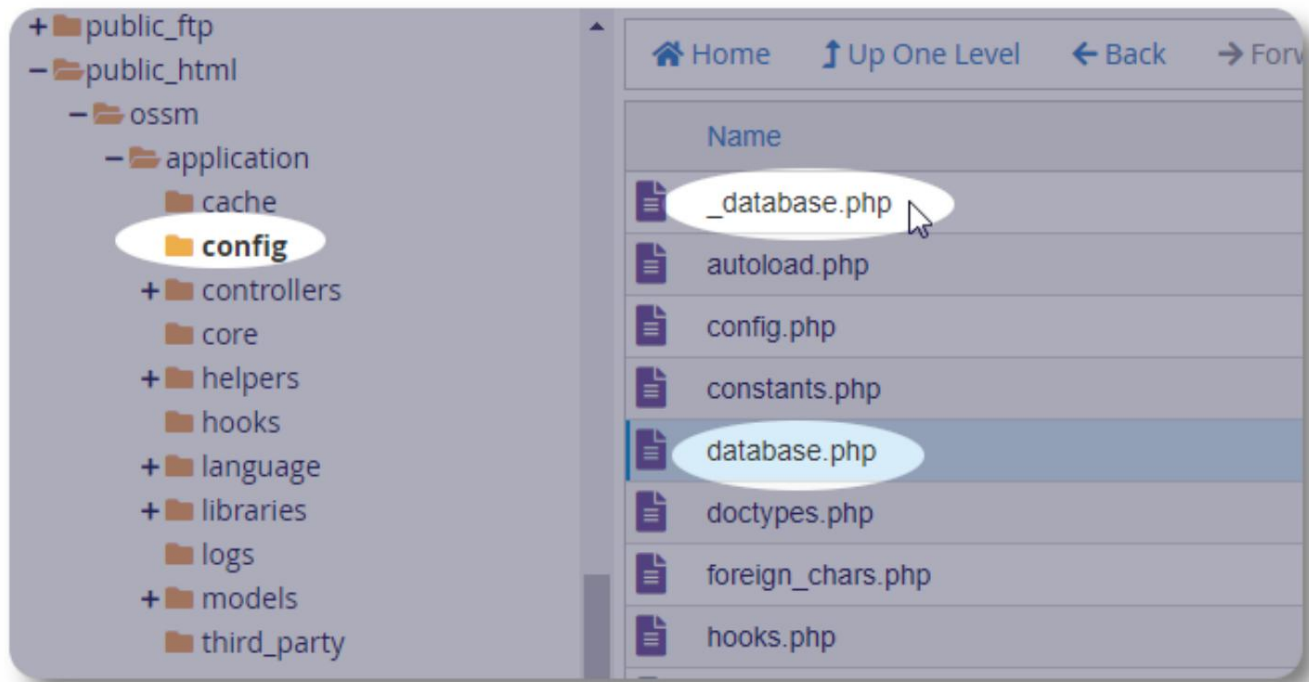 public_ftp
public_html
ossm
application
cache
config
controllers
core
helpers
hooks
language
libraries
logs
models
third_party
Home Up One Level Back
Name
_database.php
autoload.php
config.php
constants.php
database.php
doctypes.php
foreign_chars.php
hooks.php